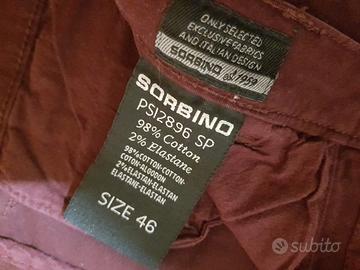 ONLY SELECTED
EXCLUSIVE FABRICS
AND ITALIAN DESIGN
SORBINO
1959
SORBINO
PSI2896 SP
98% Cotton
2% Elastane
98%COTTON-COTTON-
COTON-ALGODON
2%ELASTAN-ELASTAN-
ELASTANE-ELASTAN
SIZE 46
subito